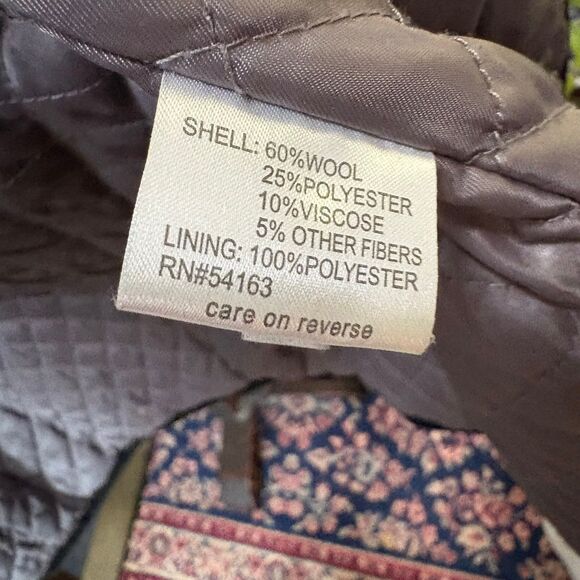 SHELL: 60%WOOL
25%POLYESTER
10%VISCOSE
5% OTHER FIBERS
LINING: 100%POLYESTER
RN#54163
care on reverse